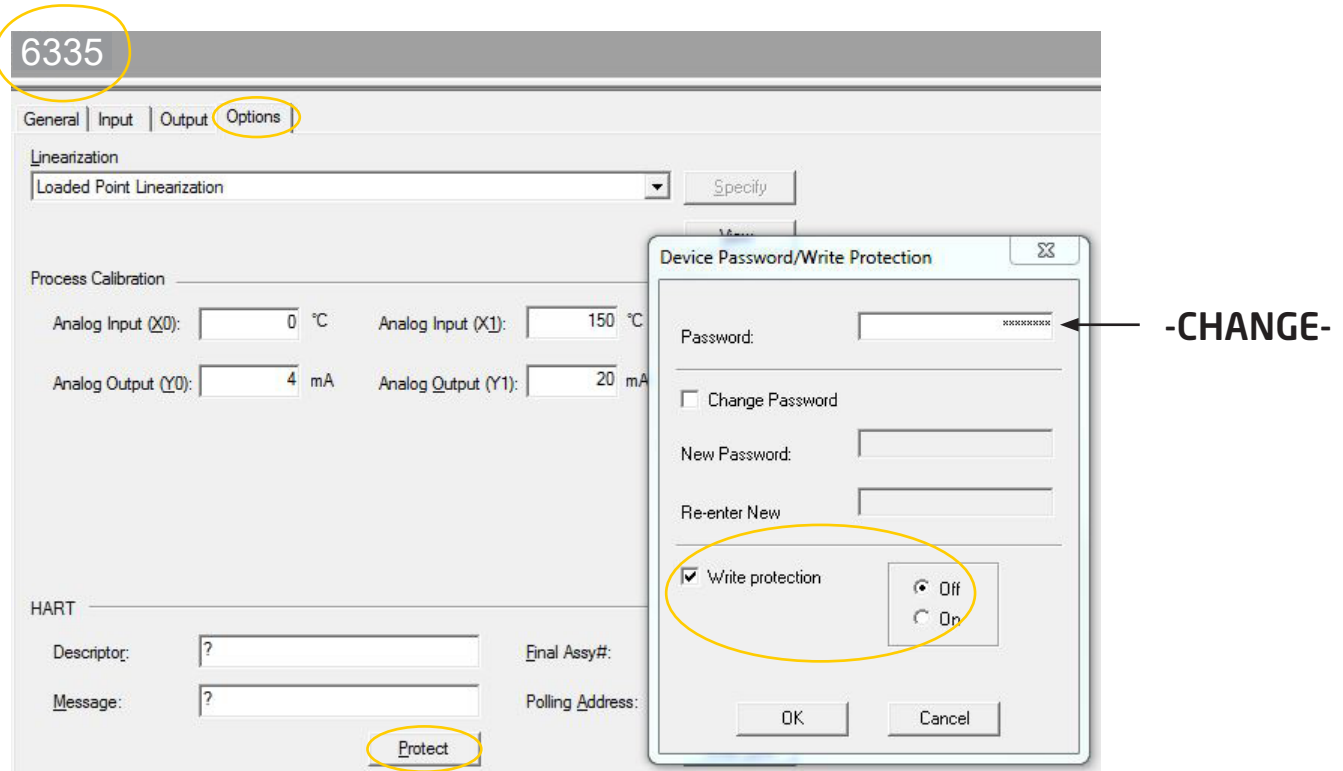 6335
General Input Output Options
Linearization
Loaded Point Linearization Specify
View
Device Password/Write Protection
Process Calibration
Analog Input (X0): 0 °C Analog Input (X1): 150 °C
Password: xxxxxxxx -CHANGE-
Analog Output (Y0): 4 mA Analog Output (Y1): 20 mA
Change Password
New Password:
Re-enter New
Write protection Off
On
HART
Descriptor: ? Final Assy#:
Message: ? Polling Address:
OK Cancel
Protect